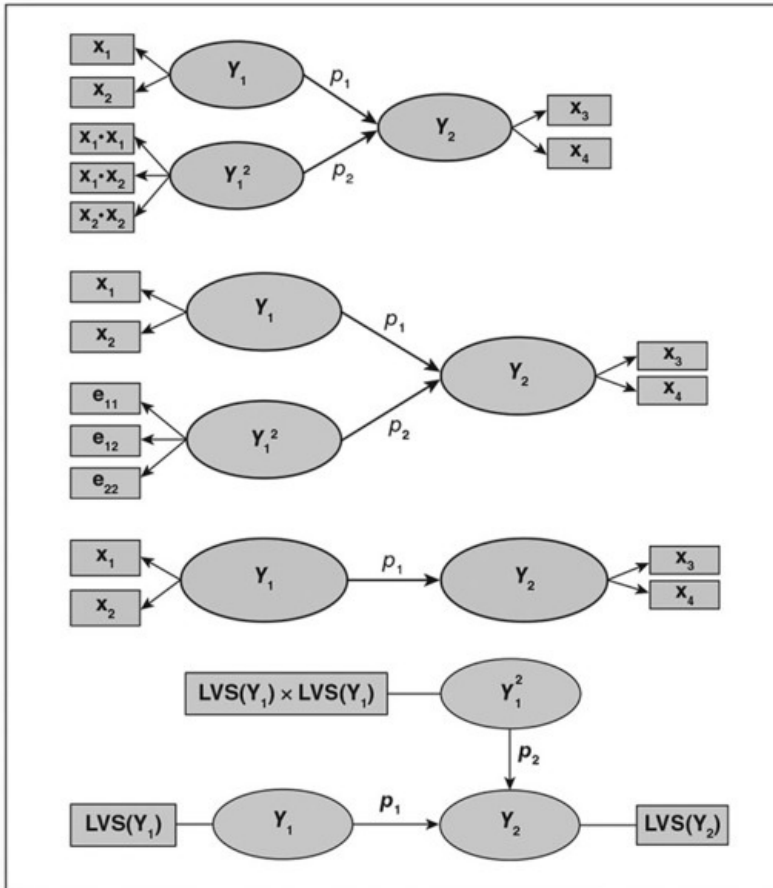 x₁
Y₁
p₁
x₂
Y₂
x₃
x₄
x₁•x₁
x₁•x₂
Y₁²
p₂
x₂•x₂
x₁
Y₁
p₁
x₂
Y₂
x₃
x₄
e₁₁
e₁₂
Y₁²
p₂
e₂₂
x₁
Y₁
p₁
Y₂
x₃
x₂
x₄
LVS(Y₁) × LVS(Y₁)
Y₁²
p₂
LVS(Y₁)
Y₁
p₁
Y₂
LVS(Y₂)